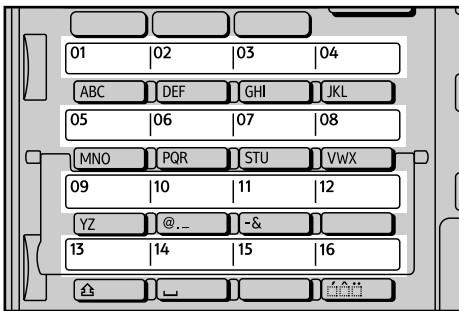 01 02 03 04
ABC DEF GHI JKL
05 06 07 08
MNO PQR STU VWX
09 10 11 12
YZ @._ -&
13 14 15 16